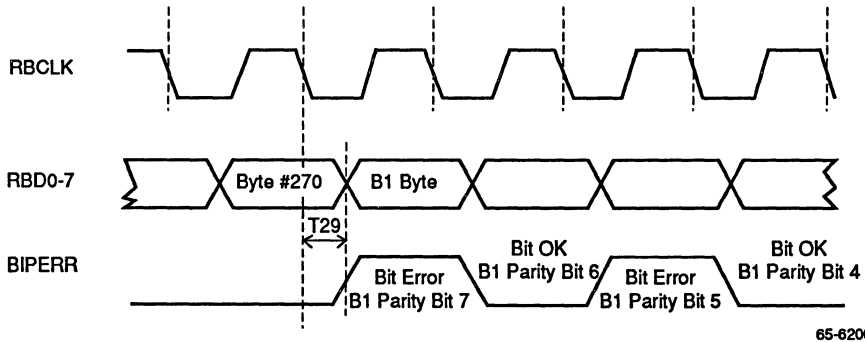 RBCLK
RBD0-7
Byte #270
B1 Byte
T29
BIPERR
Bit Error
B1 Parity Bit 7
Bit OK
B1 Parity Bit 6
Bit Error
B1 Parity Bit 5
Bit OK
B1 Parity Bit 4